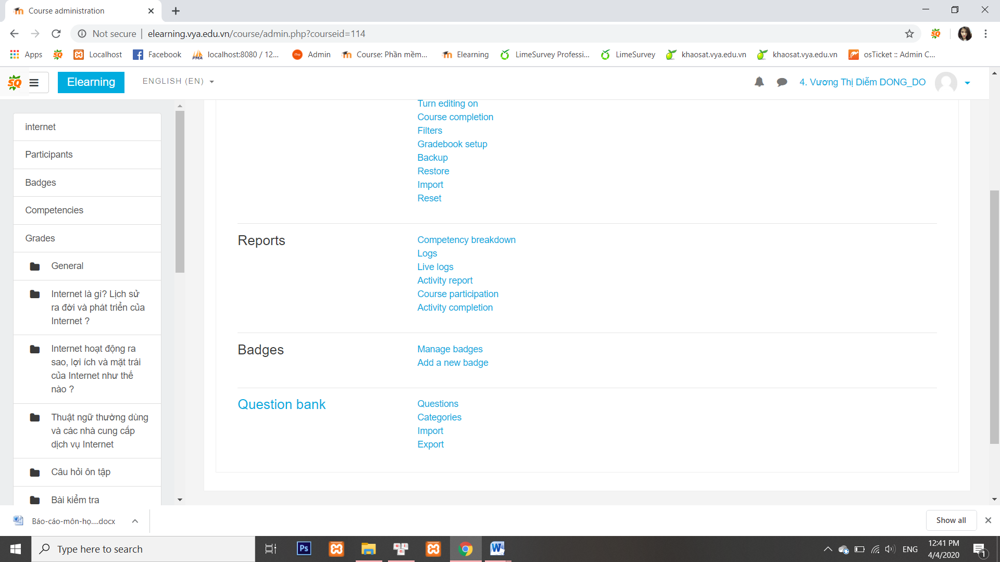 Course administration
Not secure
elearning.vya.edu.vn/course/admin.php?courseid=114
Apps
Localhost
Facebook
localhost:8080 / 12...
Admin
Course: Phần mềm...
Elearning
LimeSurvey Professi...
LimeSurvey
khaosat.vya.edu.vn
khaosat.vya.edu.vn
osTicket :: Admin C...
SQ
Elearning
ENGLISH (EN)
4. Vương Thị Diễm DONG_DO
internet
Participants
Badges
Competencies
Grades
General
Internet là gì? Lịch sử
ra đời và phát triển của
Internet ?
Internet hoạt động ra
sao, lợi ích và mặt trái
của Internet như thế
nào ?
Thuật ngữ thường dùng
và các nhà cung cấp
dịch vụ Internet
Câu hỏi ôn tập
Bài kiểm tra
Turn editing on
Course completion
Filters
Gradebook setup
Backup
Restore
Import
Reset
Reports
Competency breakdown
Logs
Live logs
Activity report
Course participation
Activity completion
Badges
Manage badges
Add a new badge
Question bank
Questions
Categories
Import
Export
Báo-cáo-môn-họ....docx
Show all
Type here to search
Ps
ENG
12:41 PM
4/4/2020
1